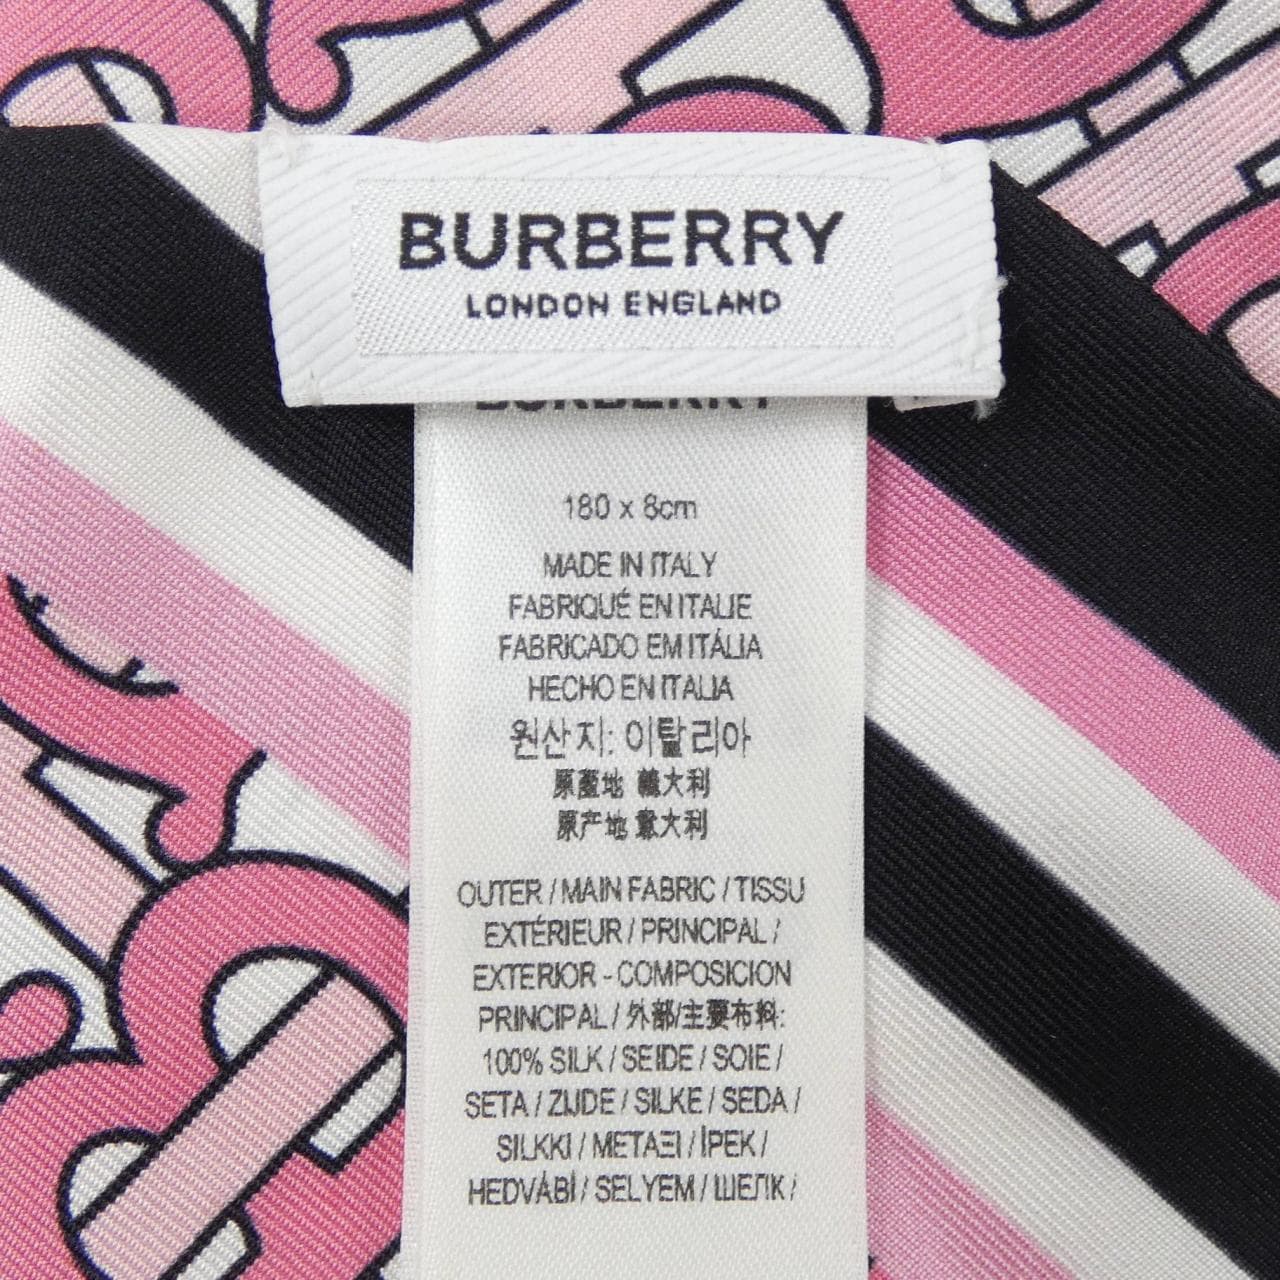 BURBERRY
LONDON ENGLAND
BURBERRY
180 x 8cm
MADE IN ITALY
FABRIQUÉ EN ITALIE
FABRICADO EM ITÁLIA
HECHO EN ITALIA
원산지: 이탈리아
原產地 義大利
原产地 意大利
OUTER / MAIN FABRIC / TISSU
EXTÉRIEUR / PRINCIPAL /
EXTERIOR - COMPOSICION
PRINCIPAL / 外部/主要布料:
100% SILK / SEIDE / SOIE /
SETA / ZIJDE / SILKE / SEDA /
SILKKI / ΜΕΤΑΞΙ / İPEK /
HEDVÁBÍ / SELYEM / ШЕЛК /